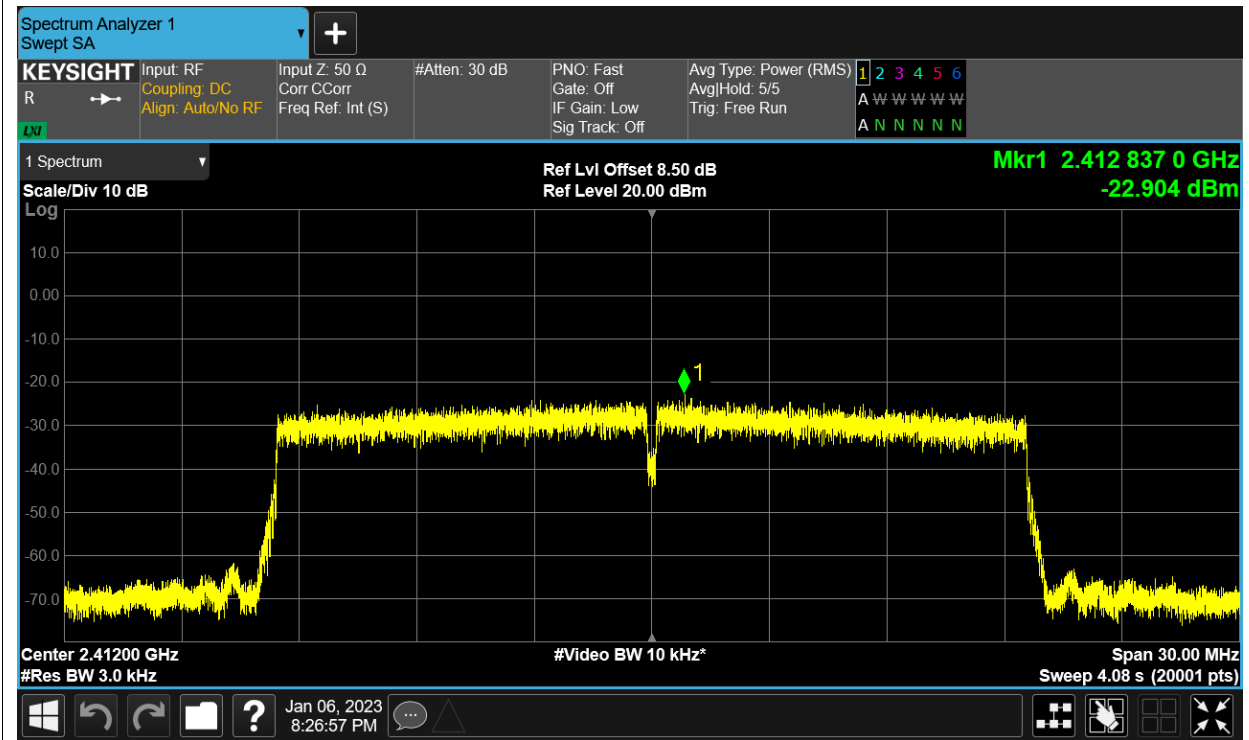 Spectrum Analyzer 1
Swept SA
KEYSIGHT
R
LXI
Input: RF
Coupling: DC
Align: Auto/No RF
Input Z: 50 Ω
Corr CCorr
Freq Ref: Int (S)
#Atten: 30 dB
PNO: Fast
Gate: Off
IF Gain: Low
Sig Track: Off
Avg Type: Power (RMS)
Avg|Hold: 5/5
Trig: Free Run
1 2 3 4 5 6
A W W W W W
A N N N N N
1 Spectrum
Scale/Div 10 dB
Log
Ref Lvl Offset 8.50 dB
Ref Level 20.00 dBm
Mkr1 2.412 837 0 GHz
-22.904 dBm
10.0
0.00
-10.0
-20.0
-30.0
-40.0
-50.0
-60.0
-70.0
1
Center 2.41200 GHz
#Res BW 3.0 kHz
#Video BW 10 kHz*
Span 30.00 MHz
Sweep 4.08 s (20001 pts)
?
Jan 06, 2023
8:26:57 PM